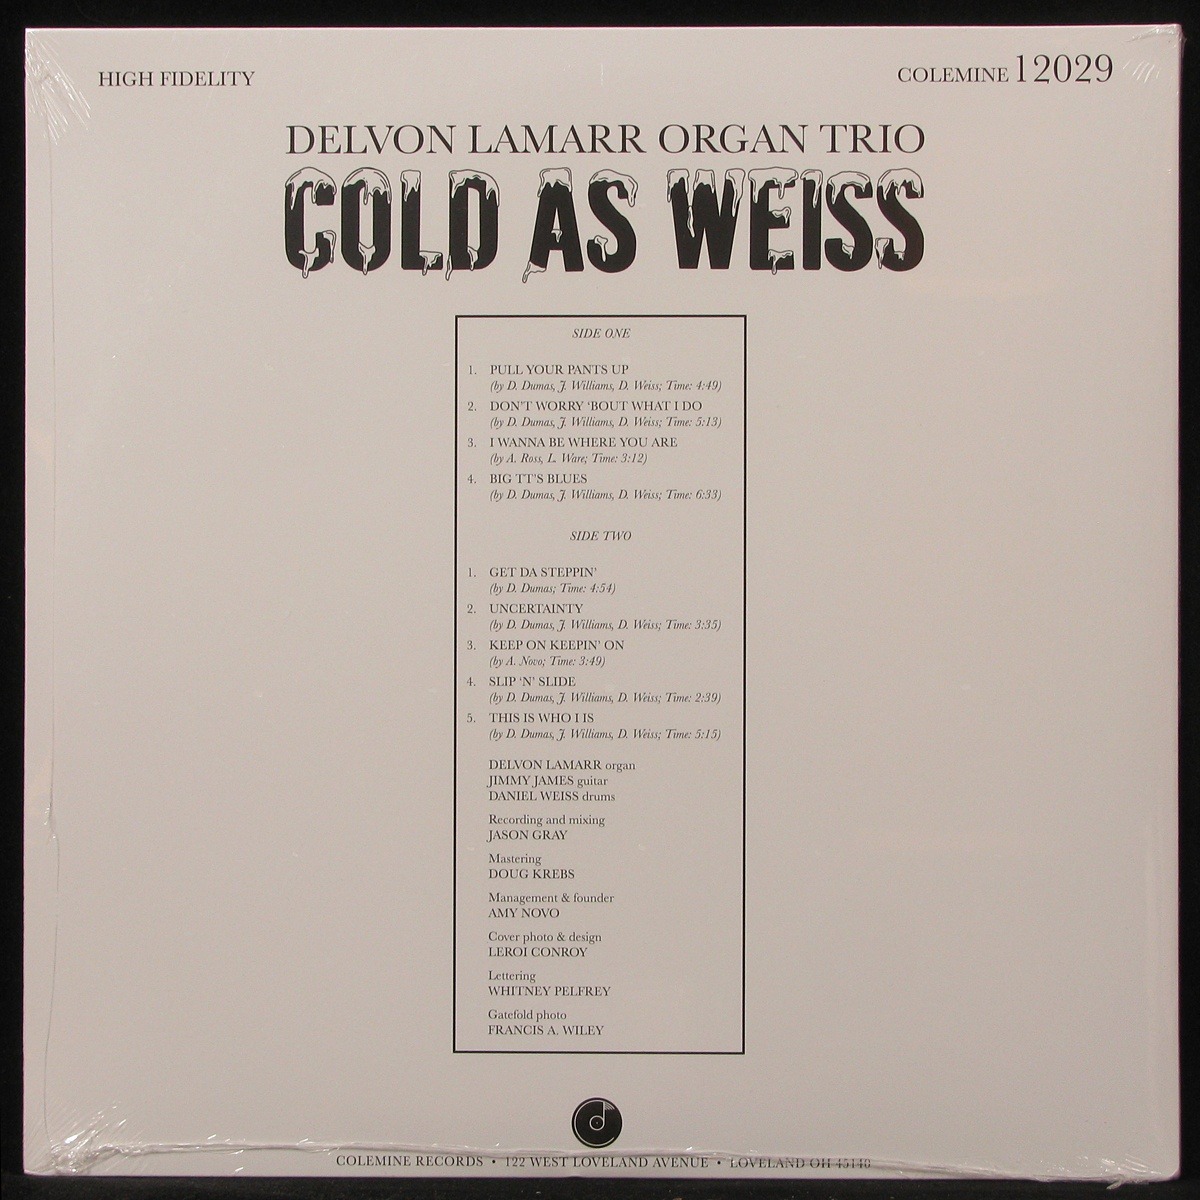 HIGH FIDELITY
COLEMINE 12029
DELVON LAMARR ORGAN TRIO
COLD AS WEISS
SIDE ONE
1. PULL YOUR PANTS UP
(by D. Dumas, J. Williams, D. Weiss; Time: 4:49)
2. DON'T WORRY 'BOUT WHAT I DO
(by D. Dumas, J. Williams, D. Weiss; Time: 5:13)
3. I WANNA BE WHERE YOU ARE
(by A. Ross, L. Ware; Time: 3:12)
4. BIG TT'S BLUES
(by D. Dumas, J. Williams, D. Weiss; Time: 6:33)
SIDE TWO
1. GET DA STEPPIN'
(by D. Dumas; Time: 4:54)
2. UNCERTAINTY
(by D. Dumas, J. Williams, D. Weiss; Time: 3:35)
3. KEEP ON KEEPIN' ON
(by A. Novo; Time: 3:49)
4. SLIP 'N' SLIDE
(by D. Dumas, J. Williams, D. Weiss; Time: 2:39)
5. THIS IS WHO I IS
(by D. Dumas, J. Williams, D. Weiss; Time: 5:15)
DELVON LAMARR organ
JIMMY JAMES guitar
DANIEL WEISS drums
Recording and mixing
JASON GRAY
Mastering
DOUG KREBS
Management & founder
AMY NOVO
Cover photo & design
LEROI CONROY
Lettering
WHITNEY PELFREY
Gatefold photo
FRANCIS A. WILEY
COLEMINE RECORDS • 122 WEST LOVELAND AVENUE • LOVELAND OH 45140